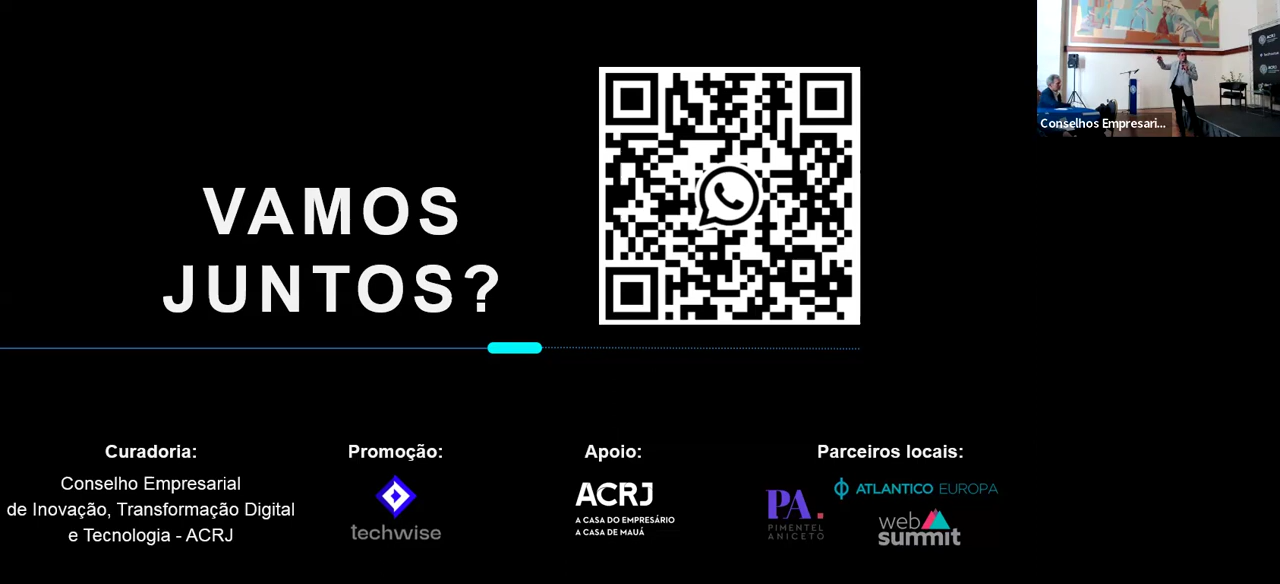 VAMOS
JUNTOS?
Conselhos Empresari...
Curadoria:
Conselho Empresarial
de Inovação, Transformação Digital
e Tecnologia - ACRJ
Promoção:
techwise
Apoio:
ACRJ
A CASA DO EMPRESÁRIO
A CASA DE MAUÁ
Parceiros locais:
PA.
PIMENTEL
ANICETO
ATLANTICO EUROPA
web
summit